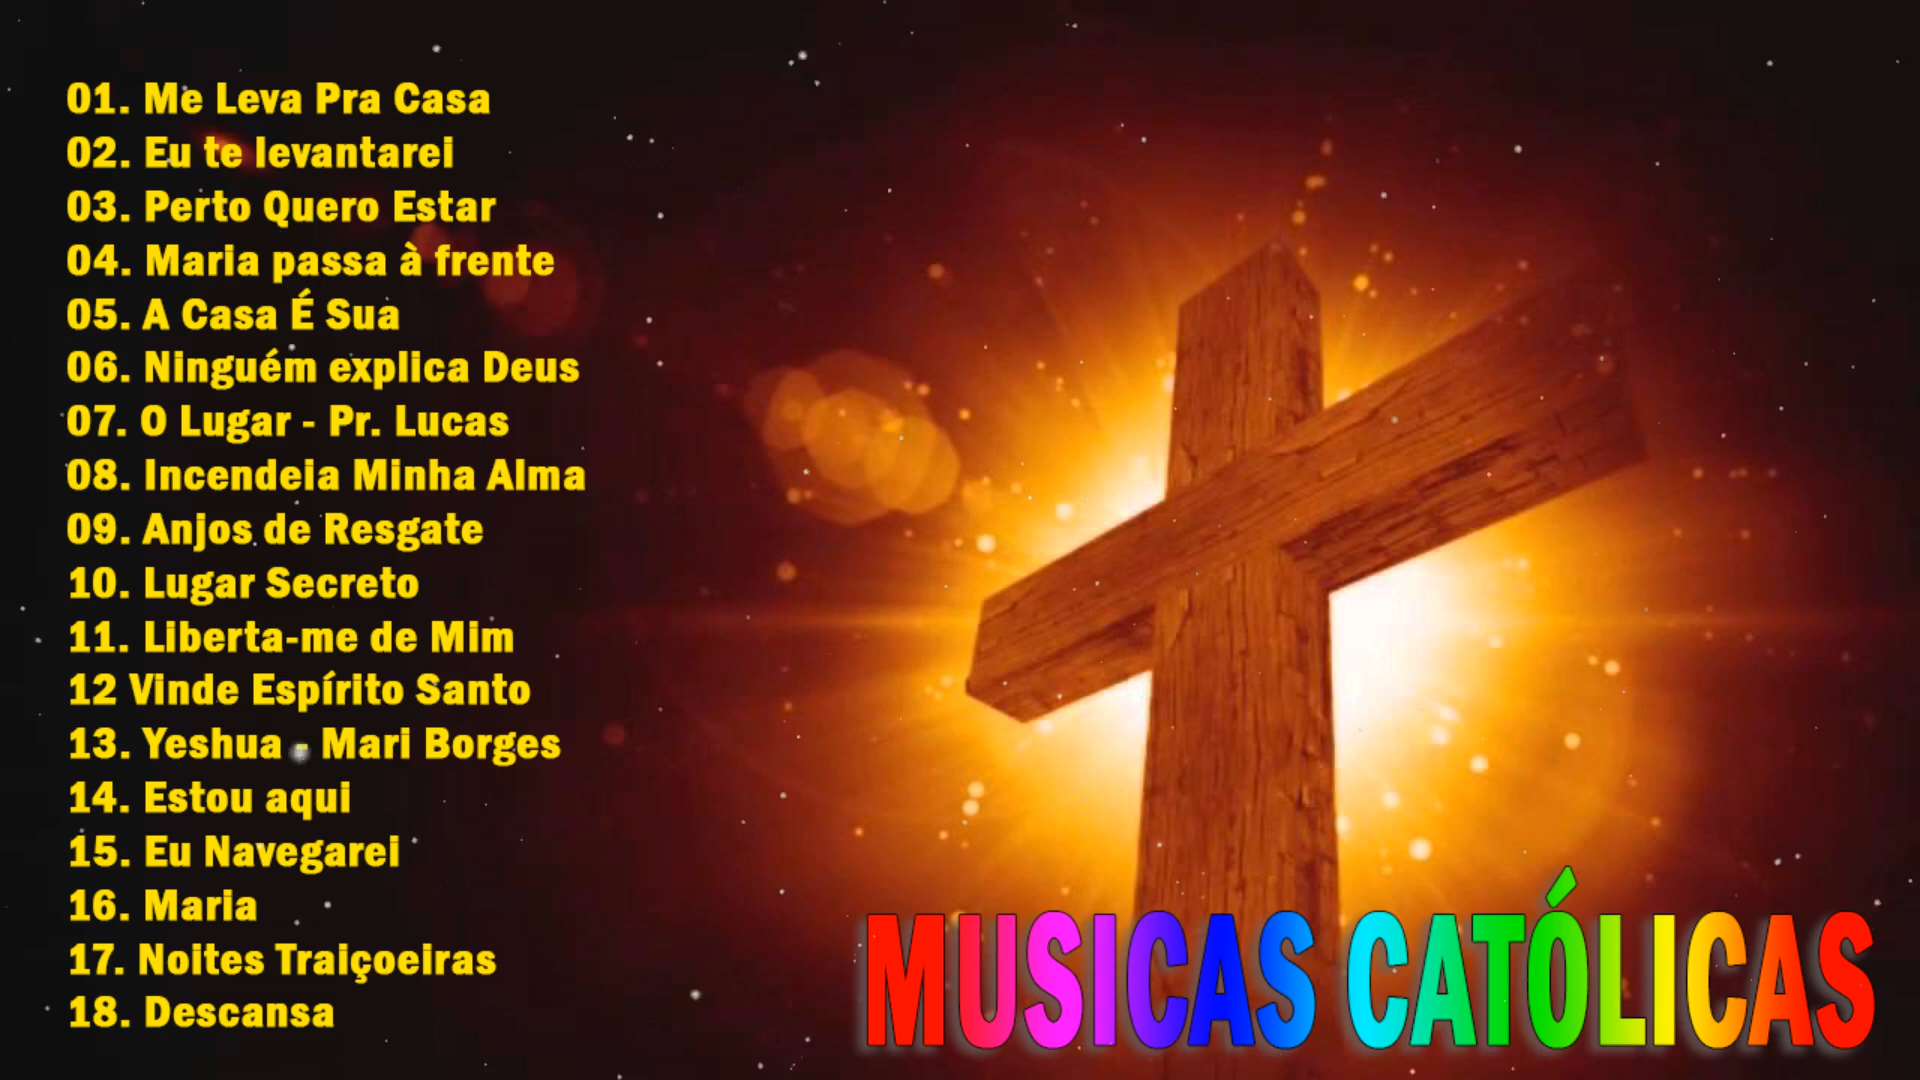 01. Me Leva Pra Casa
02. Eu te levantarei
03. Perto Quero Estar
04. Maria passa à frente
05. A Casa É Sua
06. Ninguém explica Deus
07. O Lugar - Pr. Lucas
08. Incendeia Minha Alma
09. Anjos de Resgate
10. Lugar Secreto
11. Liberta-me de Mim
12 Vinde Espírito Santo
13. Yeshua - Mari Borges
14. Estou aqui
15. Eu Navegarei
16. Maria
17. Noites Traiçoeiras
18. Descansa
MUSICAS CATÓLICAS